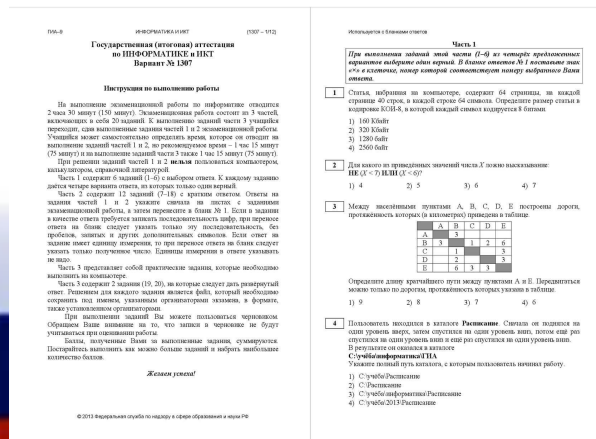 ГИА–9
ИНФОРМАТИКА И ИКТ
(1307 – 1/12)
Государственная (итоговая) аттестация
по ИНФОРМАТИКЕ и ИКТ
Вариант № 1307
Инструкция по выполнению работы
На выполнение экзаменационной работы по информатике отводится
2 часа 30 минут (150 минут). Экзаменационная работа состоит из 3 частей,
включающих в себя 20 заданий. К выполнению заданий части 3 учащийся
переходит, сдав выполненные задания частей 1 и 2 экзаменационной работы.
Учащийся может самостоятельно определять время, которое он отводит на
выполнение заданий частей 1 и 2, но рекомендуемое время – 1 час 15 минут
(75 минут) и на выполнение заданий части 3 также 1 час 15 минут (75 минут).
При решении заданий частей 1 и 2 нельзя пользоваться компьютером,
калькулятором, справочной литературой.
Часть 1 содержит 6 заданий (1–6) с выбором ответа. К каждому заданию
даётся четыре варианта ответа, из которых только один верный.
Часть 2 содержит 12 заданий (7–18) с кратким ответом. Ответы на
задания частей 1 и 2 укажите сначала на листах с заданиями
экзаменационной работы, а затем перенесите в бланк № 1. Если в задании
в качестве ответа требуется записать последовательность цифр, при переносе
ответа на бланк следует указать только эту последовательность, без
пробелов, запятых и других дополнительных символов. Если ответ на
задание имеет единицу измерения, то при переносе ответа на бланк следует
указать только полученное число. Единицы измерения в ответе указывать
не надо.
Часть 3 представляет собой практические задания, которые необходимо
выполнить на компьютере.
Часть 3 содержит 2 задания (19, 20), на которые следует дать развёрнутый
ответ. Решением для каждого задания является файл, который необходимо
сохранить под именем, указанным организаторами экзамена, в формате,
также установленном организаторами.
При выполнении заданий Вы можете пользоваться черновиком.
Обращаем Ваше внимание на то, что записи в черновике не будут
учитываться при оценивании работы.
Баллы, полученные Вами за выполненные задания, суммируются.
Постарайтесь выполнить как можно больше заданий и набрать наибольшее
количество баллов.
Желаем успеха!
© 2013 Федеральная служба по надзору в сфере образования и науки РФ
Используется с бланками ответов
Часть 1
При выполнении заданий этой части (1–6) из четырёх предложенных
вариантов выберите один верный. В бланке ответов № 1 поставьте знак
«×» в клеточке, номер которой соответствует номеру выбранного Вами
ответа.
1 Статья, набранная на компьютере, содержит 64 страницы, на каждой
странице 40 строк, в каждой строке 64 символа. Определите размер статьи в
кодировке КОИ-8, в которой каждый символ кодируется 8 битами.
1) 160 Кбайт
2) 320 Кбайт
3) 1280 байт
4) 2560 байт
2 Для какого из приведённых значений числа X ложно высказывание:
НЕ (X < 7) ИЛИ (X < 6)?
1) 4 2) 5 3) 6 4) 7
3 Между населёнными пунктами A, B, C, D, E построены дороги,
протяжённость которых (в километрах) приведена в таблице.
A B C D E
A 3
B 3 1 2 6
C 1 3
D 2 3
E 6 3 3
Определите длину кратчайшего пути между пунктами A и E. Передвигаться
можно только по дорогам, протяжённость которых указана в таблице.
1) 9 2) 8 3) 7 4) 6
4 Пользователь находился в каталоге Расписание. Сначала он поднялся на
один уровень вверх, затем спустился на один уровень вниз, потом ещё раз
спустился на один уровень вниз и ещё раз спустился на один уровень вниз.
В результате он оказался в каталоге
C:\учёба\информатика\ГИА
Укажите полный путь каталога, с которым пользователь начинал работу.
1) C:\учёба\Расписание
2) C:\Расписание
3) C:\учёба\информатика\Расписание
4) C:\учёба\2013\Расписание